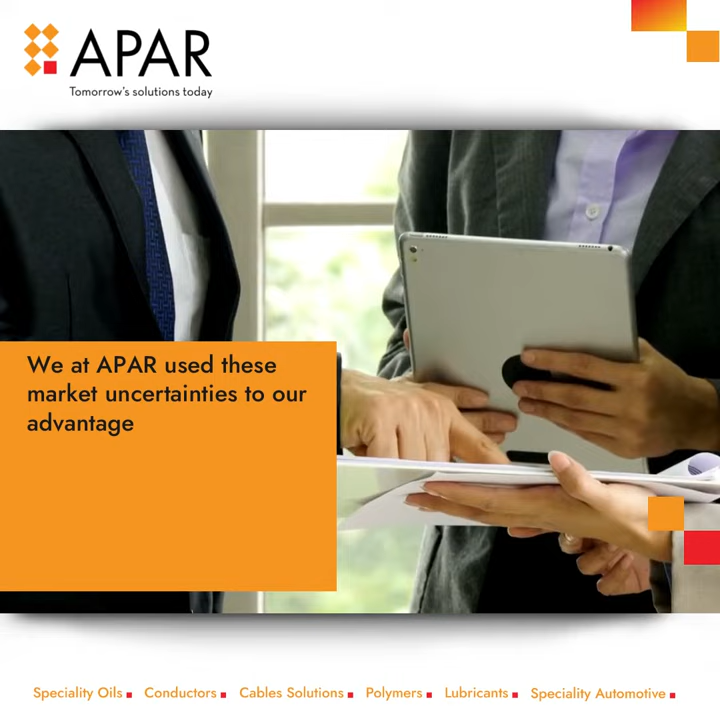 APAR
Tomorrow's solutions today
We at APAR used these
market uncertainties to our
advantage
Speciality Oils Conductors Cables Solutions Polymers Lubricants Speciality Automotive